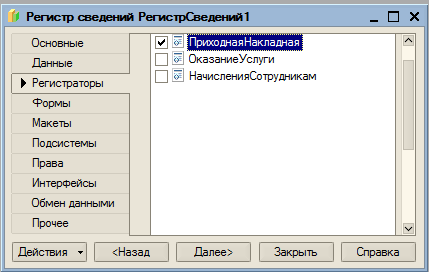 Регистр сведений РегистрСведений1
Основные
Данные
Регистраторы
Формы
Макеты
Подсистемы
Права
Интерфейсы
Обмен данными
Прочее
ПриходнаяНакладная
ОказаниеУслуги
НачисленияСотрудникам
Действия
<Назад
Далее>
Закрыть
Справка